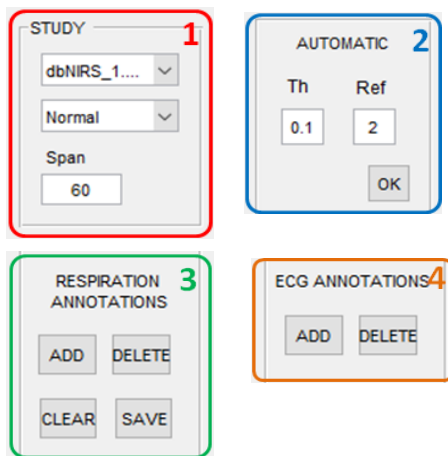 STUDY
1
dbNIRS_1....
Normal
Span
60
AUTOMATIC
2
Th Ref
0.1 2
OK
RESPIRATION
ANNOTATIONS
3
ADD DELETE
CLEAR SAVE
ECG ANNOTATIONS
4
ADD DELETE